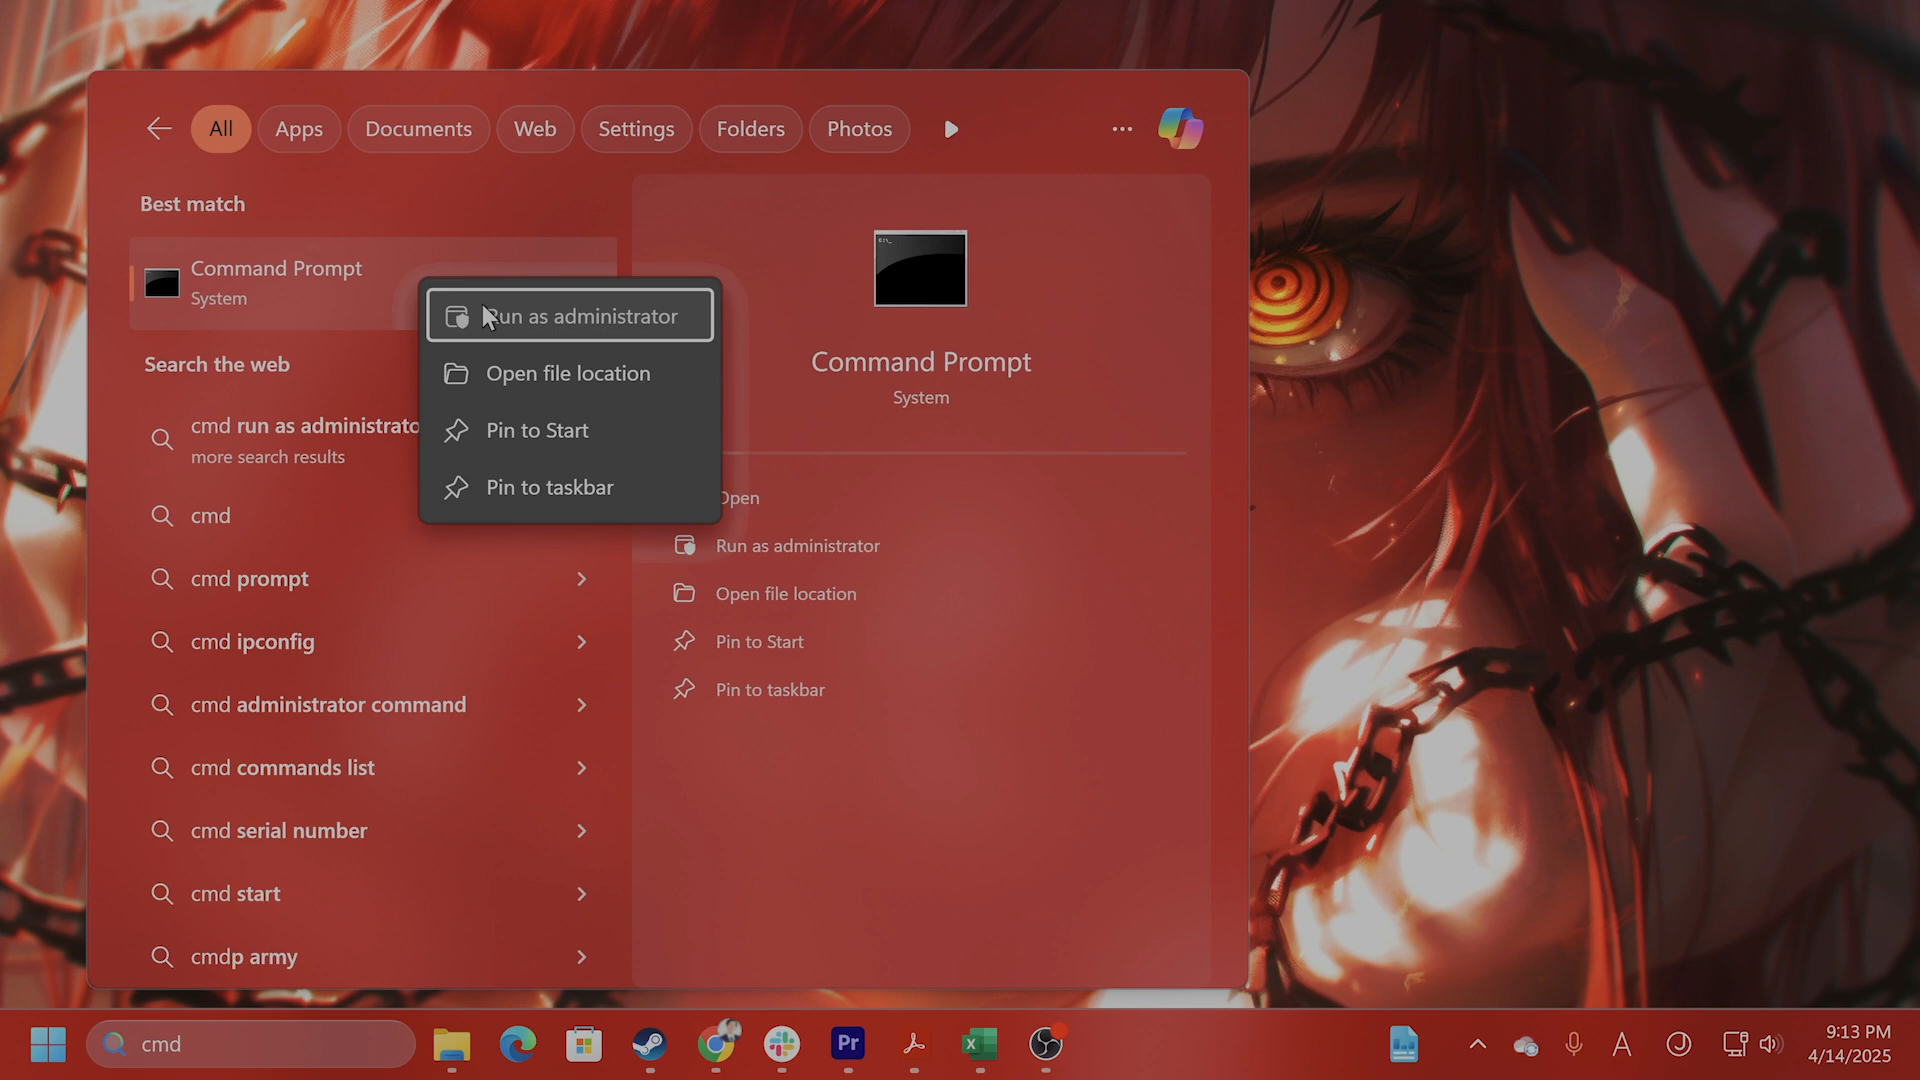 All
Apps
Documents
Web
Settings
Folders
Photos
Best match
Command Prompt
System
Search the web
cmd run as administrato
more search results
cmd
cmd prompt
cmd ipconfig
cmd administrator command
cmd commands list
cmd serial number
cmd start
cmdp army
Run as administrator
Open file location
Pin to Start
Pin to taskbar
Command Prompt
System
Open
Run as administrator
Open file location
Pin to Start
Pin to taskbar
cmd
Pr
A
9:13 PM
4/14/2025